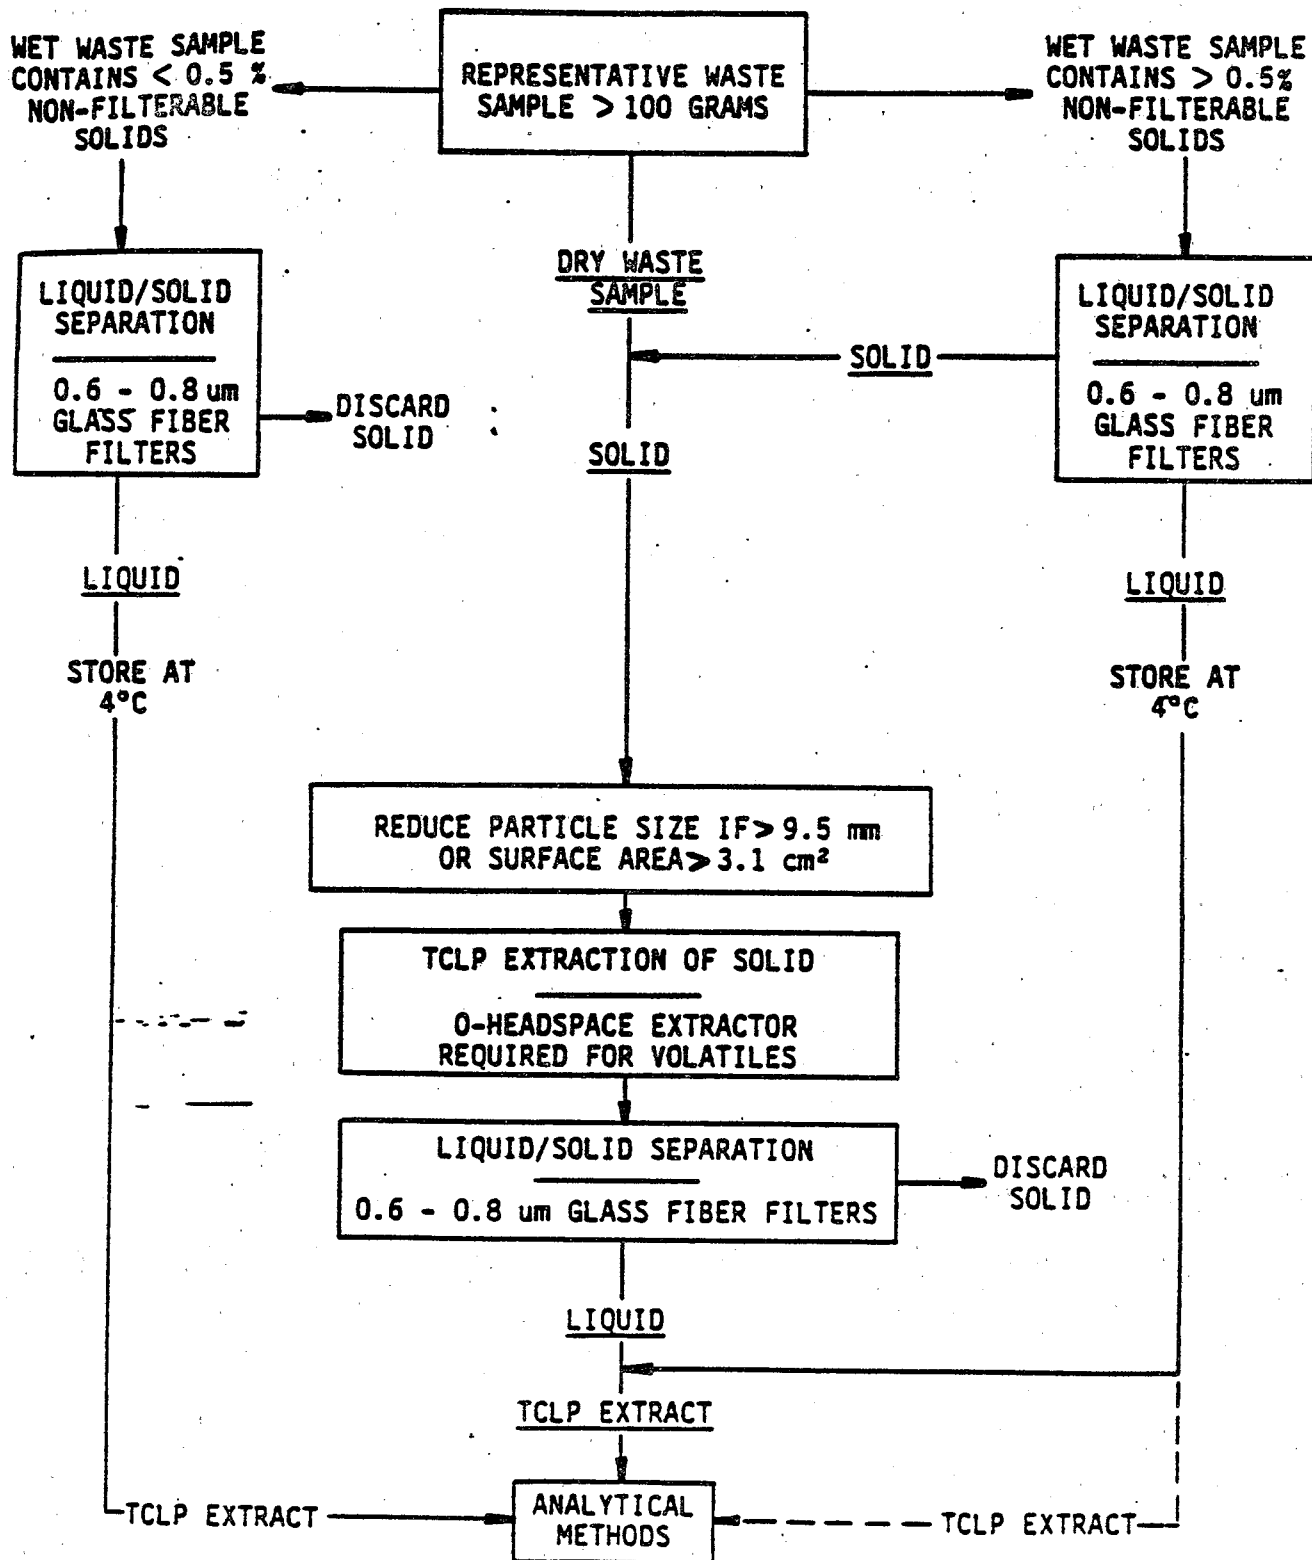 WET WASTE SAMPLE
CONTAINS < 0.5 %
NON-FILTERABLE
SOLIDS
REPRESENTATIVE WASTE
SAMPLE > 100 GRAMS
WET WASTE SAMPLE
CONTAINS > 0.5%
NON-FILTERABLE
SOLIDS
LIQUID/SOLID
SEPARATION
0.6 - 0.8 um
GLASS FIBER
FILTERS
DISCARD
SOLID
DRY WASTE
SAMPLE
SOLID
SOLID
LIQUID/SOLID
SEPARATION
0.6 - 0.8 um
GLASS FIBER
FILTERS
LIQUID
STORE AT
4°C
LIQUID
STORE AT
4°C
REDUCE PARTICLE SIZE IF > 9.5 mm
OR SURFACE AREA > 3.1 cm²
TCLP EXTRACTION OF SOLID
0-HEADSPACE EXTRACTOR
REQUIRED FOR VOLATILES
LIQUID/SOLID SEPARATION
0.6 - 0.8 um GLASS FIBER FILTERS
DISCARD
SOLID
LIQUID
TCLP EXTRACT
TCLP EXTRACT
ANALYTICAL
METHODS
TCLP EXTRACT